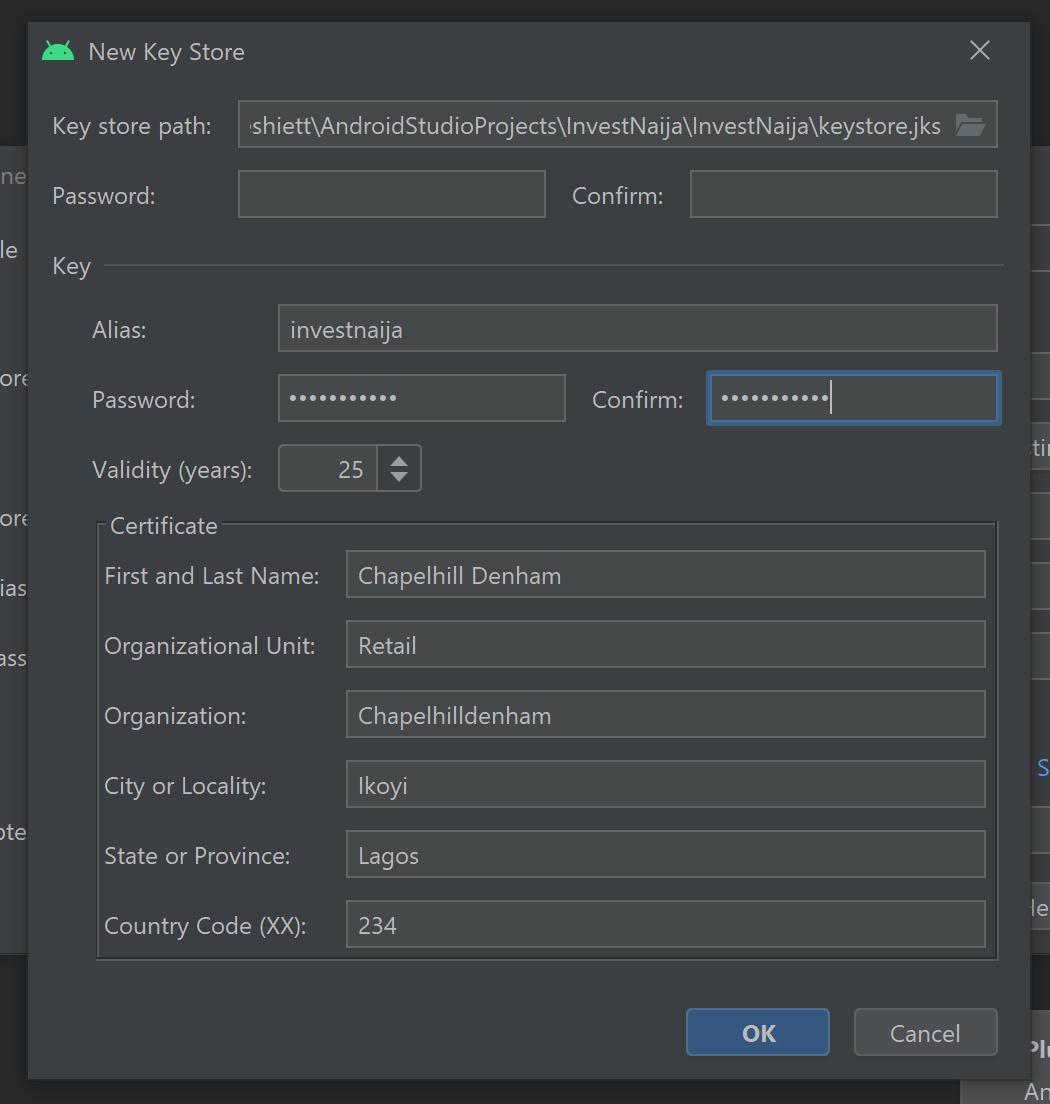 New Key Store
Key store path: shiett\AndroidStudioProjects\InvestNaija\InvestNaija\keystore.jks
Password: Confirm:
Key
Alias: investnaija
Password: ••••••••••• Confirm: •••••••••••
Validity (years): 25
Certificate
First and Last Name: Chapelhill Denham
Organizational Unit: Retail
Organization: Chapelhilldenham
City or Locality: Ikoyi
State or Province: Lagos
Country Code (XX): 234
OK Cancel